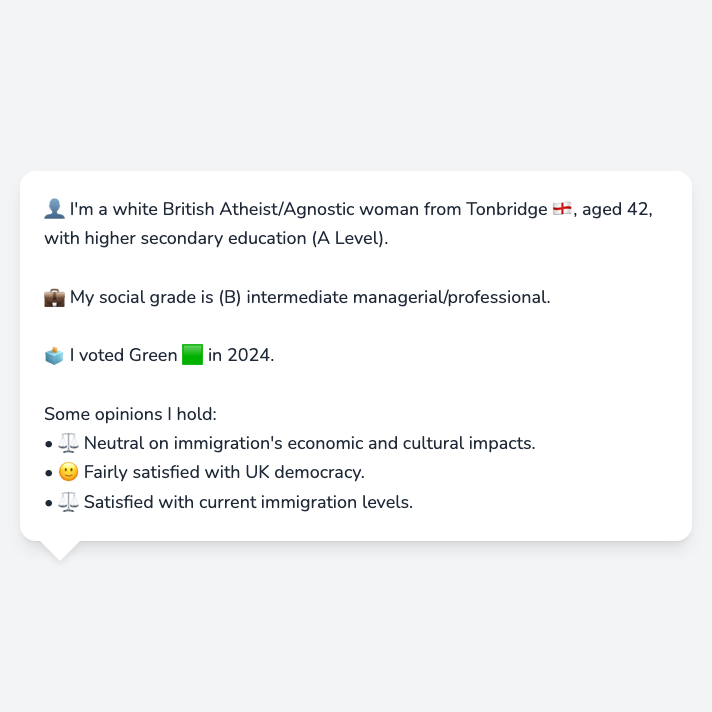 👤 I'm a white British Atheist/Agnostic woman from Tonbridge 🏴󠁧󠁢󠁥󠁮󠁧󠁿, aged 42,
with higher secondary education (A Level).
💼 My social grade is (B) intermediate managerial/professional.
🗳️ I voted Green 🟩 in 2024.
Some opinions I hold:
• ⚖️ Neutral on immigration's economic and cultural impacts.
• 🙂 Fairly satisfied with UK democracy.
• ⚖️ Satisfied with current immigration levels.